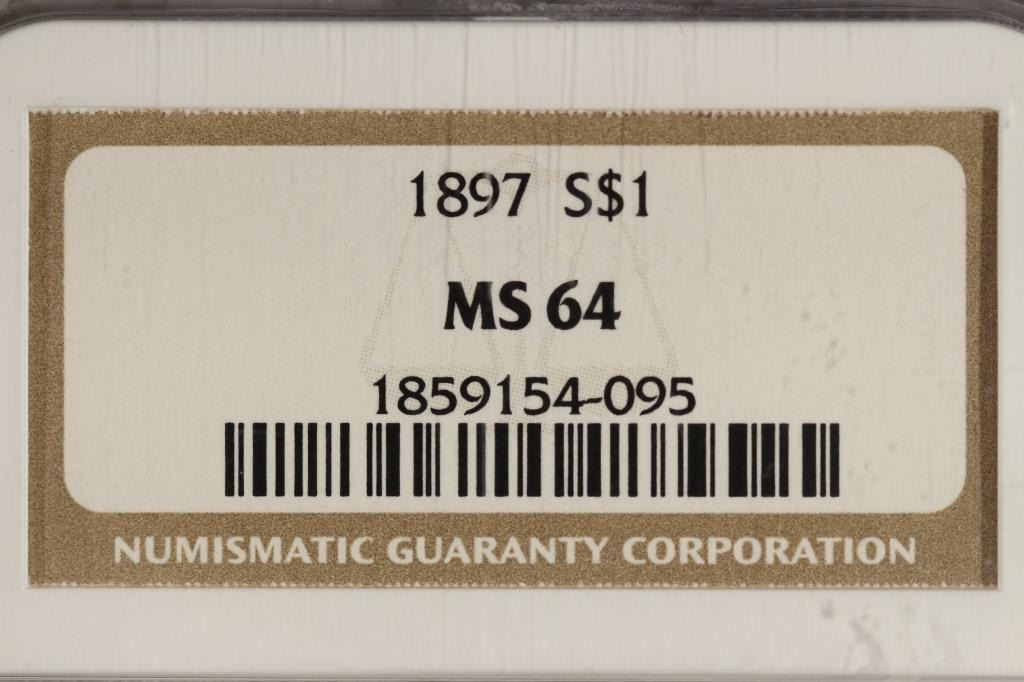 1897 S$1
MS 64
1859154-095
NUMISMATIC GUARANTY CORPORATION